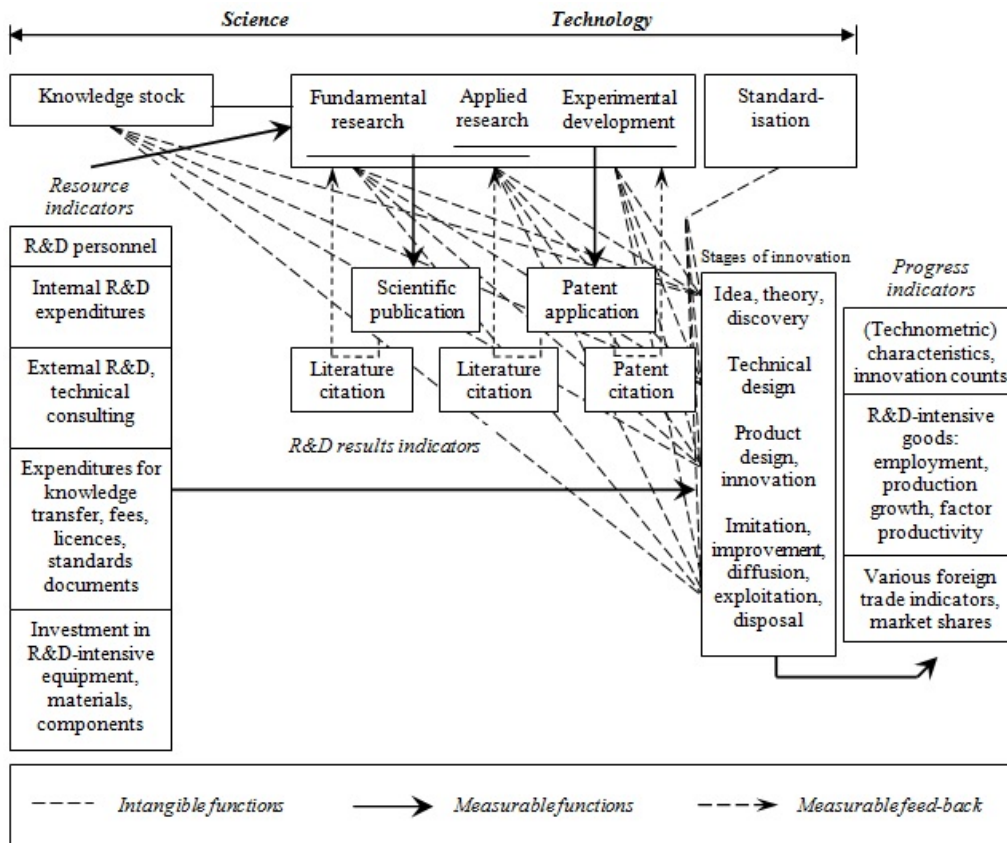 Science
Technology
Knowledge stock
Fundamental
research
Applied
research
Experimental
development
Standard-
isation
Resource
indicators
R&D personnel
Internal R&D
expenditures
External R&D,
technical
consulting
Expenditures for
knowledge
transfer, fees,
licences,
standards
documents
Investment in
R&D-intensive
equipment,
materials,
components
Scientific
publication
Patent
application
Literature
citation
Literature
citation
Patent
citation
R&D results indicators
Stages of innovation
Idea, theory,
discovery
Technical
design
Product
design,
innovation
Imitation,
improvement,
diffusion,
exploitation,
disposal
Progress
indicators
(Technometric)
characteristics,
innovation counts
R&D-intensive
goods:
employment,
production
growth, factor
productivity
Various foreign
trade indicators,
market shares
Intangible functions
Measurable functions
Measurable feed-back